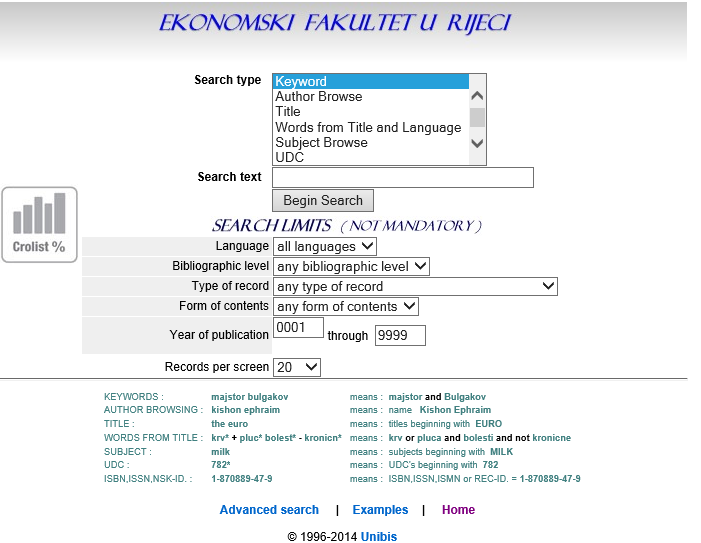 EKONOMSKI FAKULTET U RIJECI
Search type
Keyword
Author Browse
Title
Words from Title and Language
Subject Browse
UDC
Search text
Begin Search
SEARCH LIMITS (NOT MANDATORY)
Crolist %
Language all languages
Bibliographic level any bibliographic level
Type of record any type of record
Form of contents any form of contents
Year of publication 0001 through 9999
Records per screen 20
KEYWORDS : majstor bulgakov means : majstor and Bulgakov
AUTHOR BROWSING : kishon ephraim means : name Kishon Ephraim
TITLE : the euro means : titles beginning with EURO
WORDS FROM TITLE : krv* + pluc* bolest* - kronicn* means : krv or pluca and bolesti and not kronicne
SUBJECT : milk means : subjects beginning with MILK
UDC : 782* means : UDC's beginning with 782
ISBN,ISSN,NSK-ID. : 1-870889-47-9 means : ISBN,ISSN,ISMN or REC-ID. = 1-870889-47-9
Advanced search | Examples | Home
© 1996-2014 Unibis